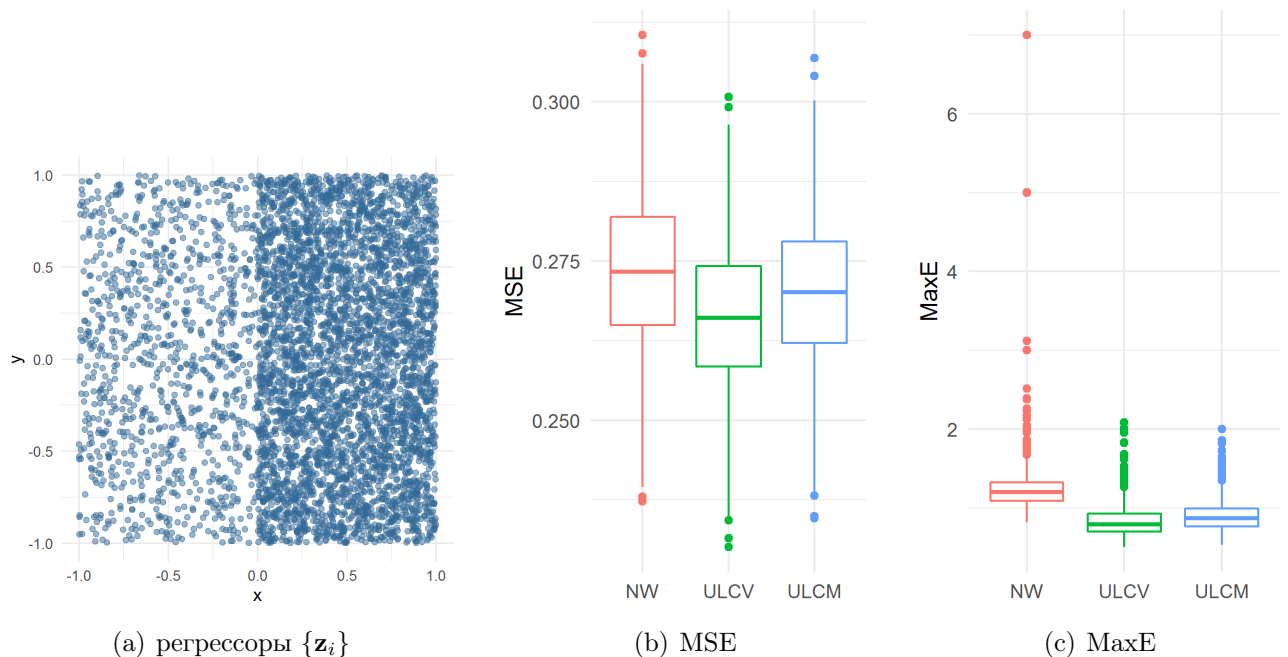 1.0
0.5
0.0
-0.5
-1.0
y
-1.0 -0.5 0.0 0.5 1.0
x
(a) регрессоры {z_i}
0.300
0.275
0.250
MSE
NW ULCV ULCM
(b) MSE
6
4
2
MaxE
NW ULCV ULCM
(c) MaxE